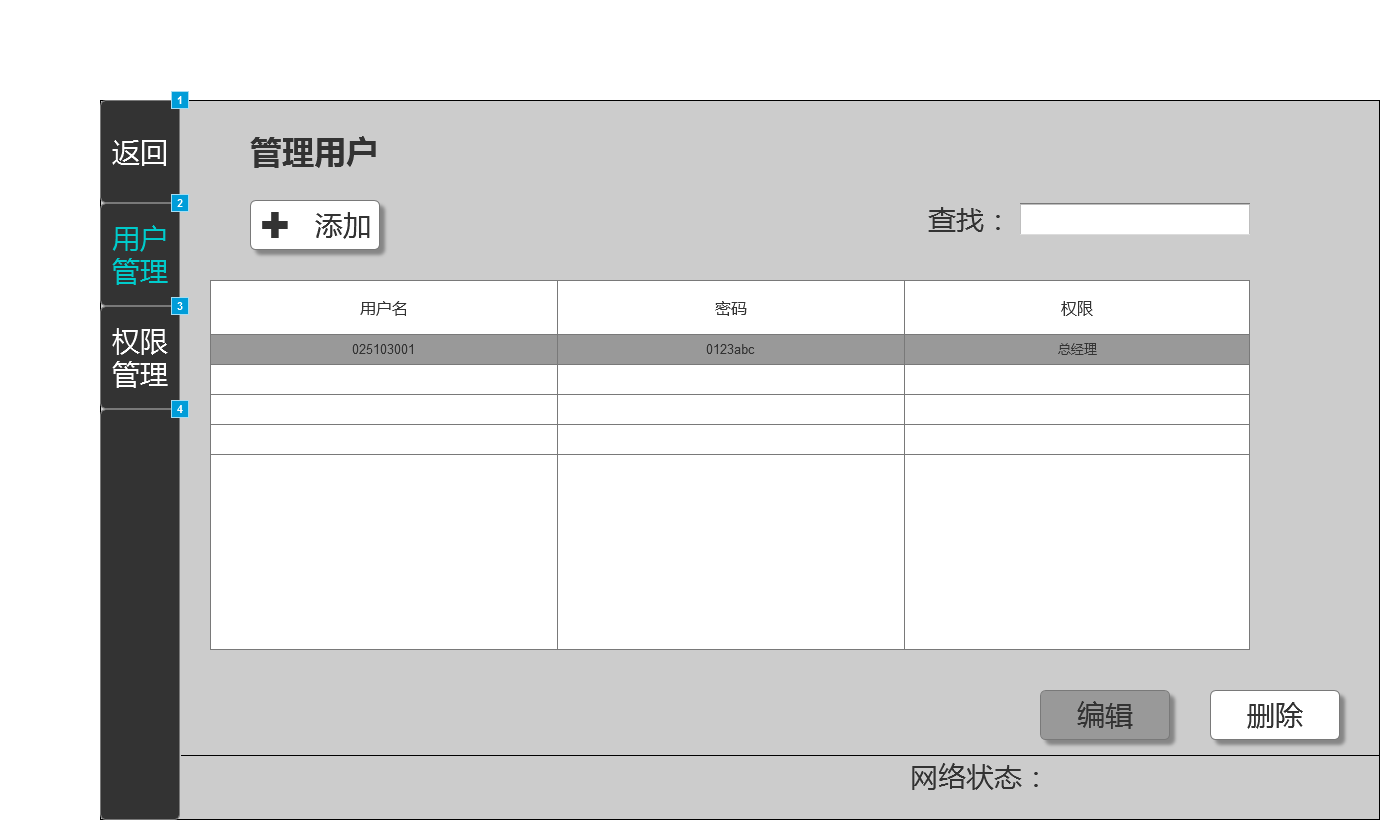 1
返回
2
用户
管理
3
权限
管理
4
管理用户
添加
查找：
用户名 密码 权限
025103001 0123abc 总经理
编辑 删除
网络状态：